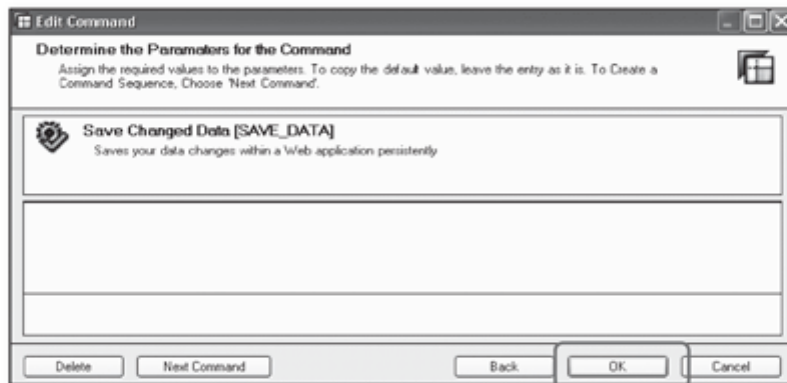 Edit Command
Determine the Paramaters for the Command
Assign the required values to the parameters. To copy the default value, leave the entry as it is. To Create a
Command Sequence, Choose 'Next Command'.
Save Changed Data [SAVE_DATA]
Saves your data changes within a Web application persistently
Delete Next Command Back OK Cancel